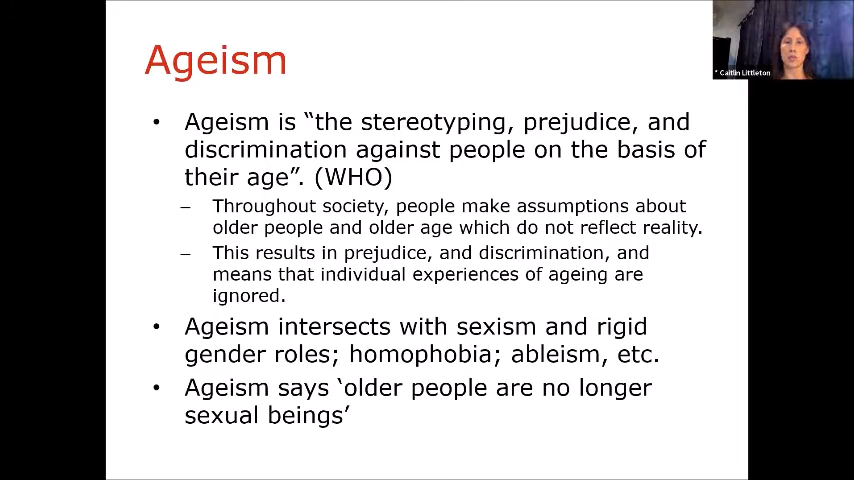 Ageism
• Ageism is “the stereotyping, prejudice, and
discrimination against people on the basis of
their age”. (WHO)
– Throughout society, people make assumptions about
older people and older age which do not reflect reality.
– This results in prejudice, and discrimination, and
means that individual experiences of ageing are
ignored.
• Ageism intersects with sexism and rigid
gender roles; homophobia; ableism, etc.
• Ageism says ‘older people are no longer
sexual beings’
* Caitlin Littleton